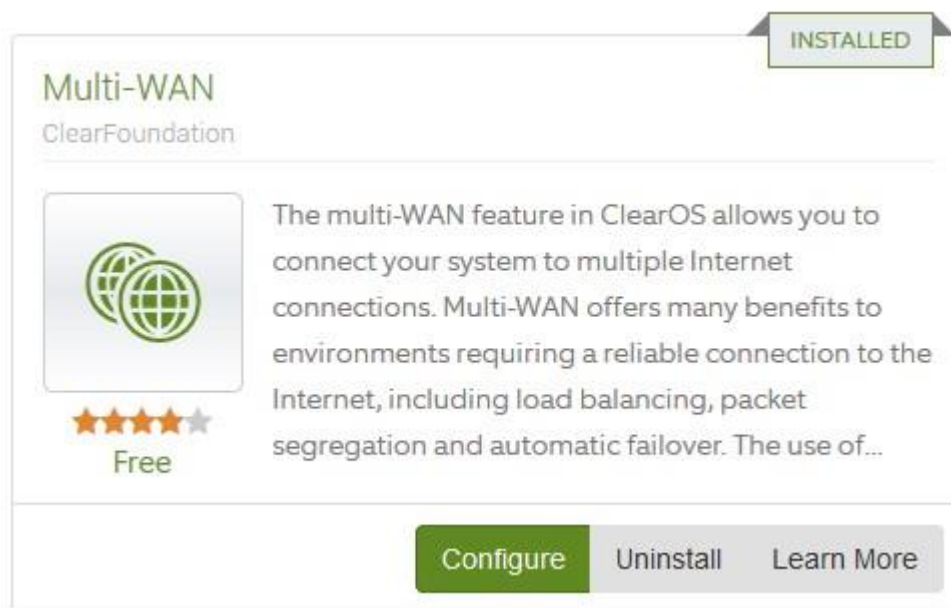 INSTALLED
Multi-WAN
ClearFoundation
The multi-WAN feature in ClearOS allows you to
connect your system to multiple Internet
connections. Multi-WAN offers many benefits to
environments requiring a reliable connection to the
Internet, including load balancing, packet
segregation and automatic failover. The use of...
Free
Configure Uninstall Learn More